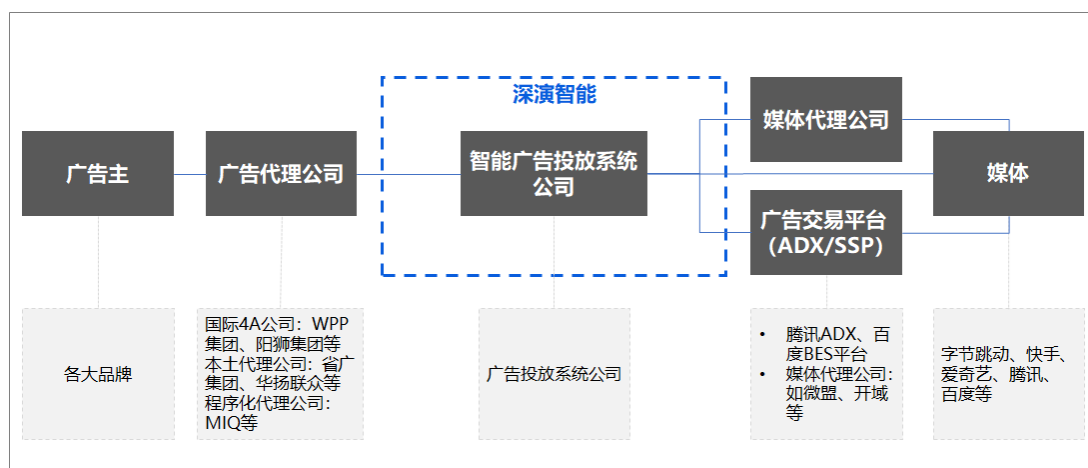 深演智能
广告主
广告代理公司
智能广告投放系统
公司
媒体代理公司
广告交易平台
（ADX/SSP）
媒体
各大品牌
国际4A公司：WPP
集团、阳狮集团等
本土代理公司：省广
集团、华扬联众等
程序化代理公司：
MIQ等
广告投放系统公司
• 腾讯ADX、百
度BES平台
• 媒体代理公司：
如微盟、开域
等
字节跳动、快手、
爱奇艺、腾讯、
百度等